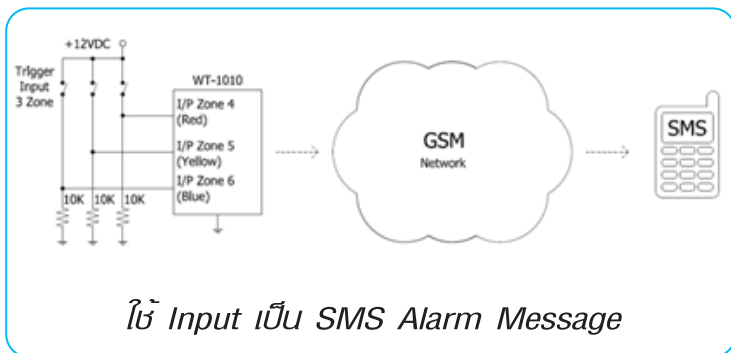 +12VDC
Trigger
Input
3 Zone
WT-1010
I/P Zone 4
(Red)
I/P Zone 5
(Yellow)
I/P Zone 6
(Blue)
10K 10K 10K
GSM
Network
SMS
ใช้ Input เป็น SMS Alarm Message